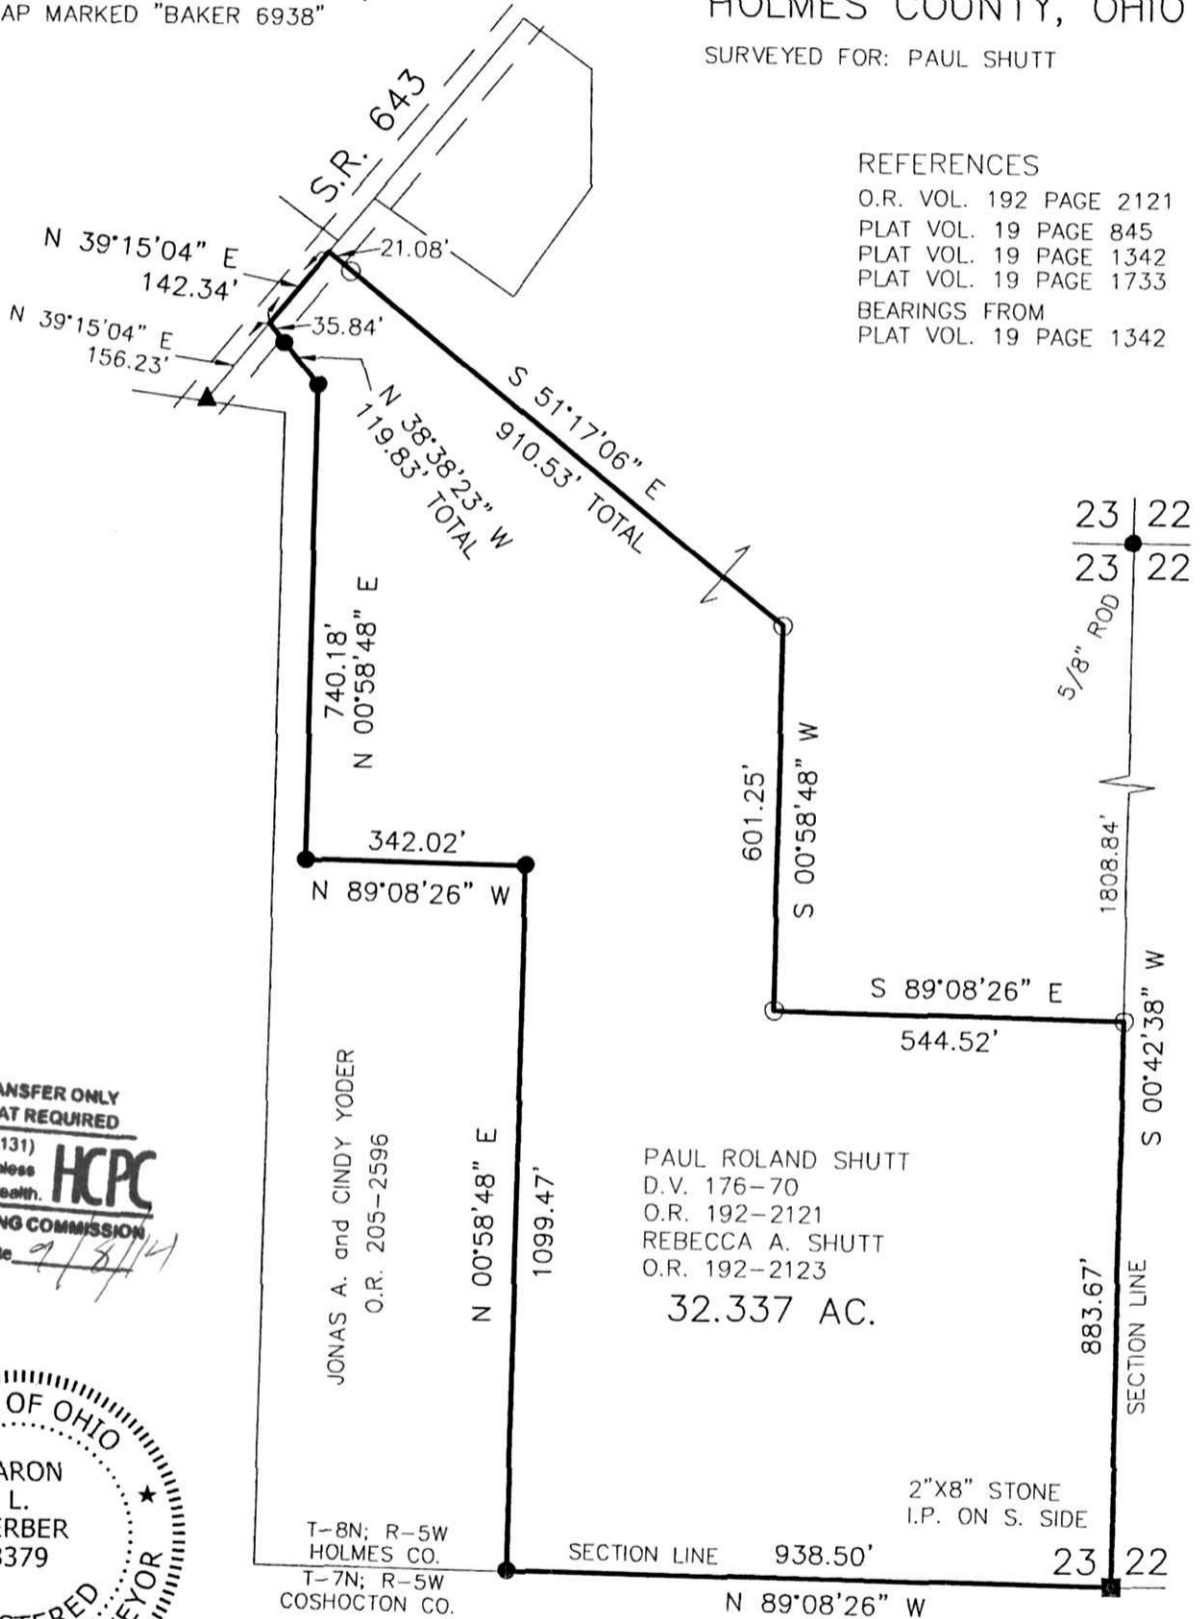 AP MARKED "BAKER 6938"
HOLMES COUNTY, OHIO
SURVEYED FOR: PAUL SHUTT
REFERENCES
O.R. VOL. 192 PAGE 2121
PLAT VOL. 19 PAGE 845
PLAT VOL. 19 PAGE 1342
PLAT VOL. 19 PAGE 1733
BEARINGS FROM
PLAT VOL. 19 PAGE 1342
S.R. 643
N 39°15'04" E
142.34'
21.08'
N 39°15'04" E
156.23'
35.84'
N 38°38'23" W
119.83' TOTAL
S 51°17'06" E
910.53' TOTAL
23 22
23 22
5/8" ROD
740.18'
N 00°58'48" E
601.25'
S 00°58'48" W
1808.84'
342.02'
N 89°08'26" W
S 89°08'26" E
544.52'
S 00°42'38" W
JONAS A. and CINDY YODER
O.R. 205-2596
N 00°58'48" E
1099.47'
PAUL ROLAND SHUTT
D.V. 176-70
O.R. 192-2121
REBECCA A. SHUTT
O.R. 192-2123
32.337 AC.
883.67'
SECTION LINE
ANSFER ONLY
AT REQUIRED
131)
HCPC
ealth.
NG COMMISSION
9/8/14
OF OHIO
ARON
L.
ERBER
8379
STERED
EYOR
2"X8" STONE
I.P. ON S. SIDE
T-8N; R-5W
HOLMES CO.
T-7N; R-5W
COSHOCTON CO.
SECTION LINE 938.50'
N 89°08'26" W
23 22